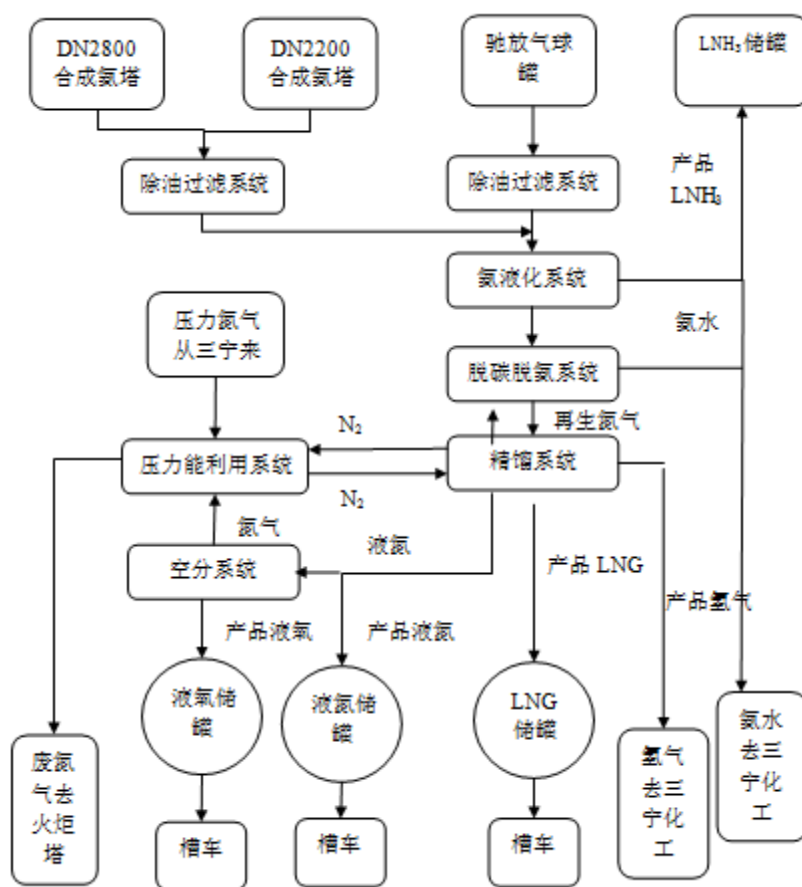 DN2800
合成氨塔
DN2200
合成氨塔
驰放气球
罐
LNH₃储罐
除油过滤系统
除油过滤系统
产品
LNH₃
氨液化系统
压力氮气
从三宁来
氨水
脱碳脱氨系统
再生氮气
N₂
压力能利用系统
精馏系统
N₂
氮气
液氮
空分系统
产品 LNG
产品氢气
产品液氧
产品液氮
液氧储
罐
液氮储
罐
LNG
储罐
氨水
去三
宁化
工
废氮
气去
火炬
塔
氢气
去三
宁化
工
槽车
槽车
槽车